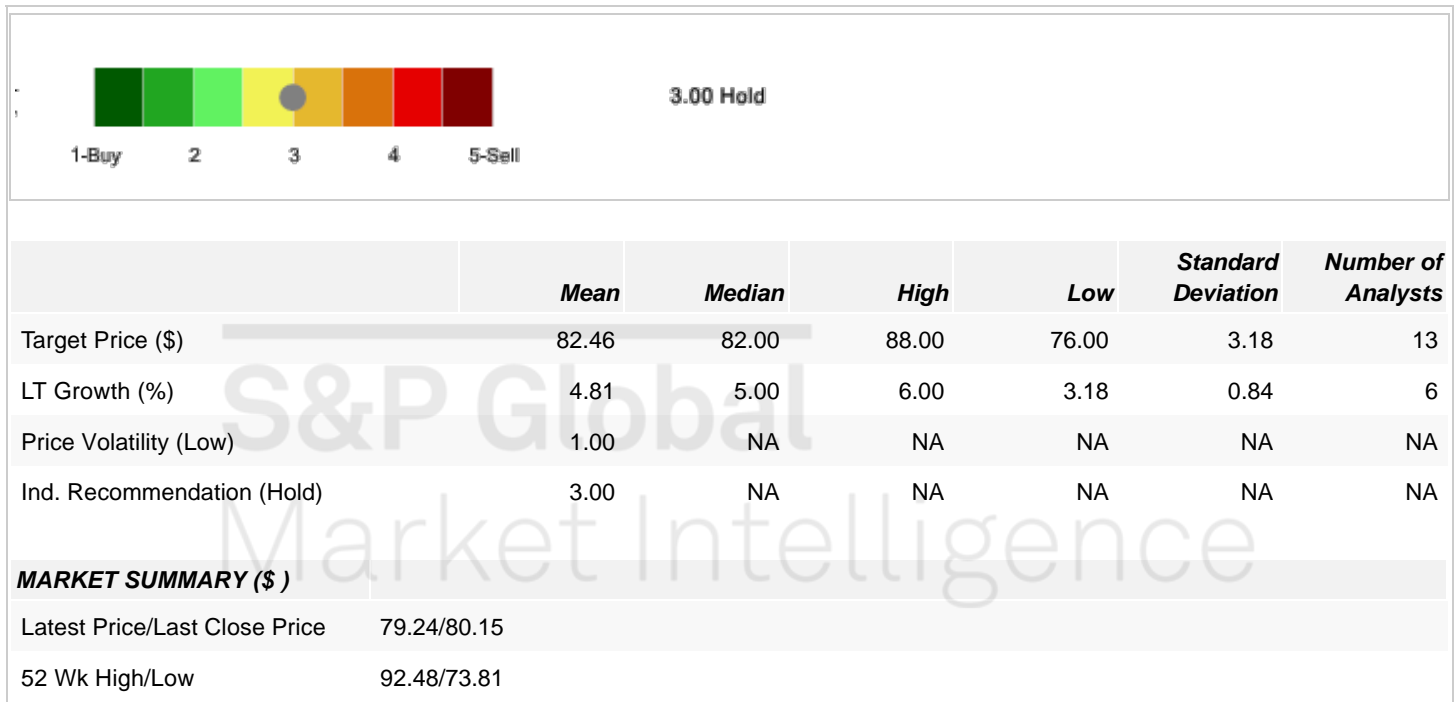 3.00 Hold
1-Buy 2 3 4 5-Sell
Mean Median High Low Standard Deviation Number of Analysts
Target Price ($) 82.46 82.00 88.00 76.00 3.18 13
LT Growth (%) 4.81 5.00 6.00 3.18 0.84 6
Price Volatility (Low) 1.00 NA NA NA NA NA
Ind. Recommendation (Hold) 3.00 NA NA NA NA NA
S&P Global
Market Intelligence
MARKET SUMMARY ($ )
Latest Price/Last Close Price 79.24/80.15
52 Wk High/Low 92.48/73.81